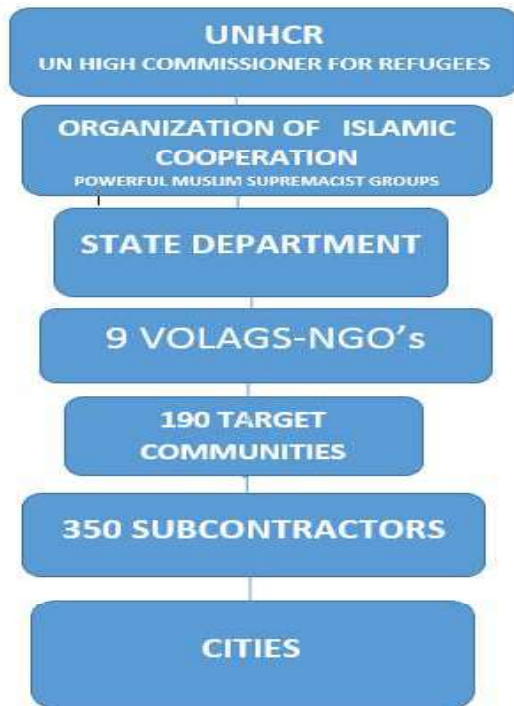 UNHCR
UN HIGH COMMISSIONER FOR REFUGEES
ORGANIZATION OF ISLAMIC
COOPERATION
POWERFUL MUSLIM SUPREMACIST GROUPS
STATE DEPARTMENT
9 VOLAGS-NGO's
190 TARGET
COMMUNITIES
350 SUBCONTRACTORS
CITIES